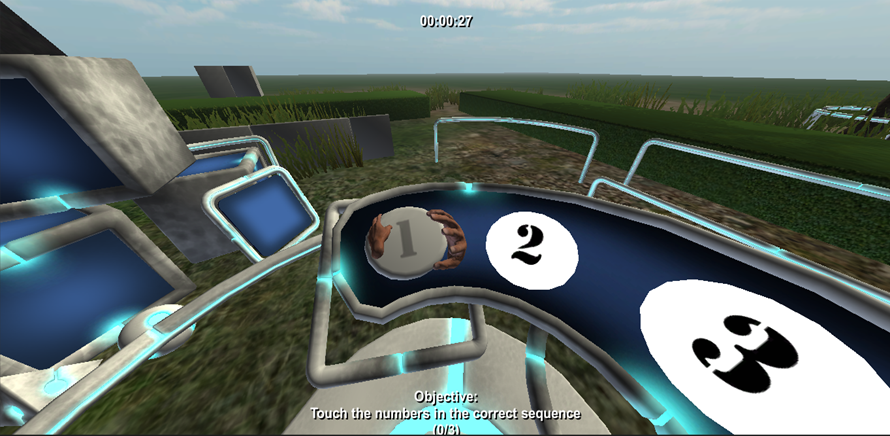 00:00:27
1 2 3
Objective:
Touch the numbers in the correct sequence
(0/3)